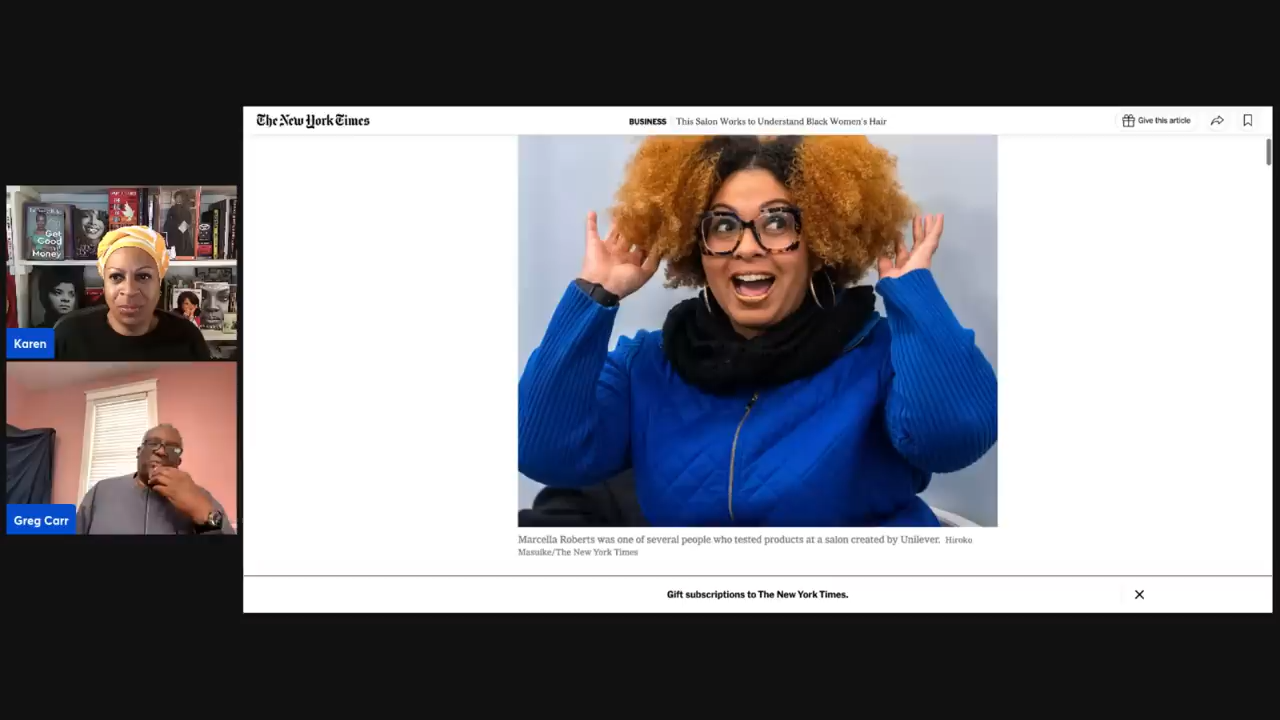 The New York Times
BUSINESS This Salon Works to Understand Black Women's Hair
Give this article
Get
Good
Money
Karen
Greg Carr
Marcella Roberts was one of several people who tested products at a salon created by Unilever. Hiroko
Masuike/The New York Times
Gift subscriptions to The New York Times.